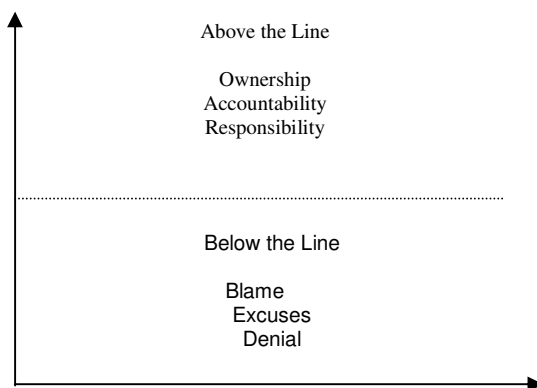 Above the Line
Ownership
Accountability
Responsibility
Below the Line
Blame
Excuses
Denial